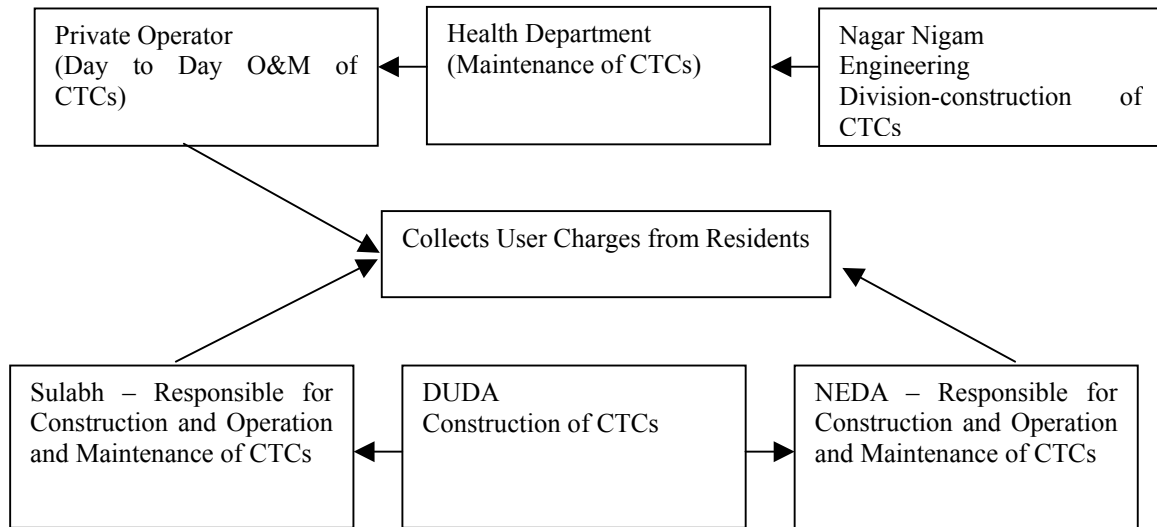 Private Operator
(Day to Day O&M of
CTCs)
Health Department
(Maintenance of CTCs)
Nagar Nigam
Engineering
Division-construction of
CTCs
Collects User Charges from Residents
Sulabh – Responsible for
Construction and Operation
and Maintenance of CTCs
DUDA
Construction of CTCs
NEDA – Responsible for
Construction and Operation
and Maintenance of CTCs